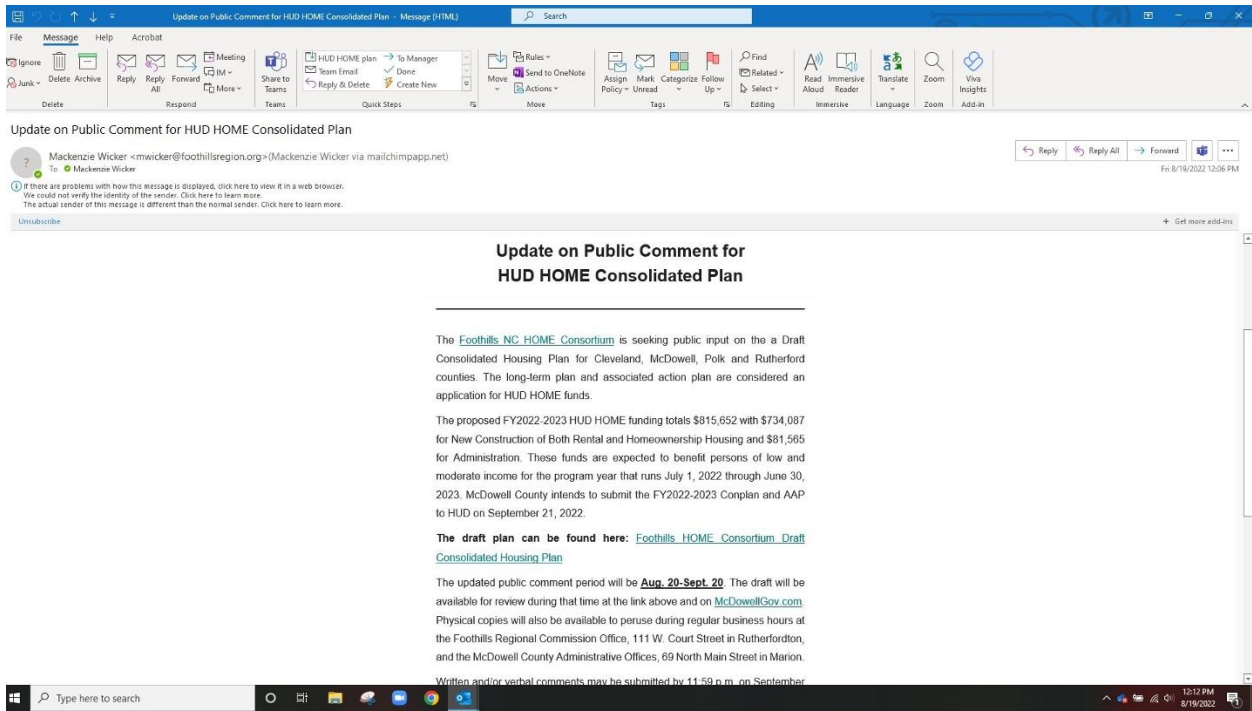 Update on Public Comment for HUD HOME Consolidated Plan - Message (HTML)
Search
File Message Help Acrobat
Ignore
Junk
Delete Archive
Reply
Reply All
Forward
Meeting
IM
More
Share to Teams
HUD HOME plan
Team Email
Reply & Delete
To Manager
Done
Create New
Move
Rules
Send to OneNote
Actions
Assign Policy
Mark Unread
Categorize
Follow Up
Find
Related
Select
Read Aloud
Immersive Reader
Translate
Zoom
Viva Insights
Delete Respond Teams Quick Steps Move Tags Editing Immersive Language Zoom Add-in
Update on Public Comment for HUD HOME Consolidated Plan
?
Mackenzie Wicker <mwicker@foothillsregion.org>(Mackenzie Wicker via mailchimpapp.net)
To Mackenzie Wicker
Reply Reply All Forward
Fri 8/19/2022 12:06 PM
If there are problems with how this message is displayed, click here to view it in a web browser.
We could not verify the identity of the sender. Click here to learn more.
The actual sender of this message is different than the normal sender. Click here to learn more.
Unsubscribe
+ Get more add-ins
Update on Public Comment for
HUD HOME Consolidated Plan
The Foothills NC HOME Consortium is seeking public input on the a Draft
Consolidated Housing Plan for Cleveland, McDowell, Polk and Rutherford
counties. The long-term plan and associated action plan are considered an
application for HUD HOME funds.
The proposed FY2022-2023 HUD HOME funding totals $815,652 with $734,087
for New Construction of Both Rental and Homeownership Housing and $81,565
for Administration. These funds are expected to benefit persons of low and
moderate income for the program year that runs July 1, 2022 through June 30,
2023. McDowell County intends to submit the FY2022-2023 Conplan and AAP
to HUD on September 21, 2022.
The draft plan can be found here: Foothills HOME Consortium Draft
Consolidated Housing Plan
The updated public comment period will be Aug. 20-Sept. 20. The draft will be
available for review during that time at the link above and on McDowellGov.com.
Physical copies will also be available to peruse during regular business hours at
the Foothills Regional Commission Office, 111 W. Court Street in Rutherfordton,
and the McDowell County Administrative Offices, 69 North Main Street in Marion.
Written and/or verbal comments may be submitted by 11:59 p.m. on September
Type here to search
12:12 PM
8/19/2022